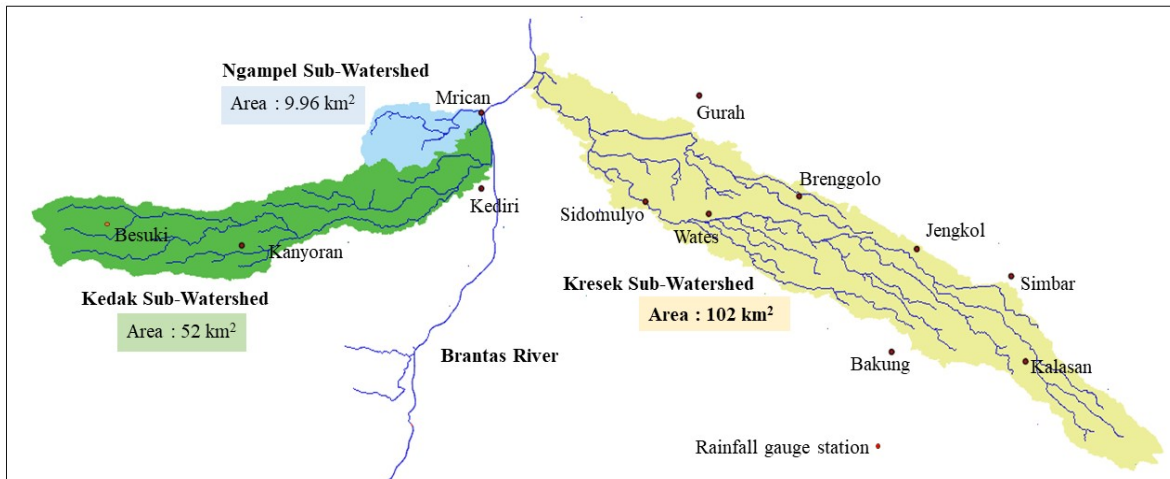 Ngampel Sub-Watershed
Area : 9.96 km²
Mrican
Gurah
Brenggolo
Kediri
Sidomulyo
Wates
Besuki
Kanyoran
Jengkol
Simbar
Kedak Sub-Watershed
Area : 52 km²
Kresek Sub-Watershed
Area : 102 km²
Brantas River
Bakung
Kalasan
Rainfall gauge station